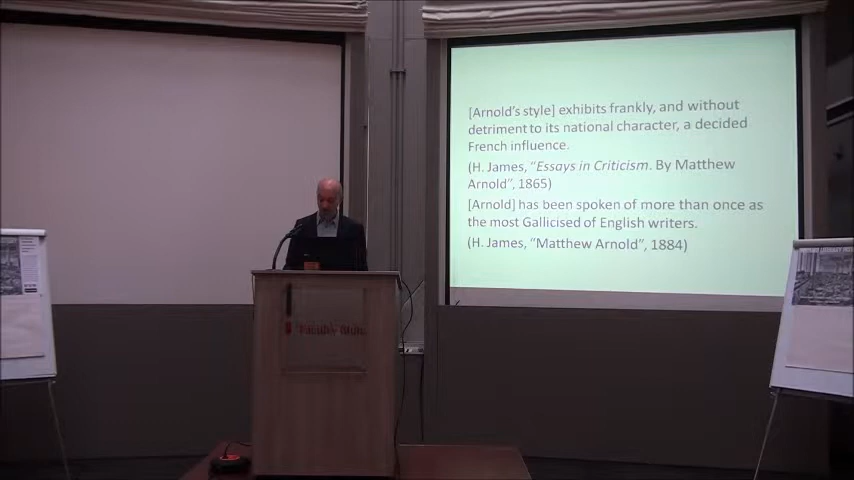 [Arnold's style] exhibits frankly, and without
detriment to its national character, a decided
French influence.
(H. James, "Essays in Criticism. By Matthew
Arnold", 1865)
[Arnold] has been spoken of more than once as
the most Gallicised of English writers.
(H. James, "Matthew Arnold", 1884)